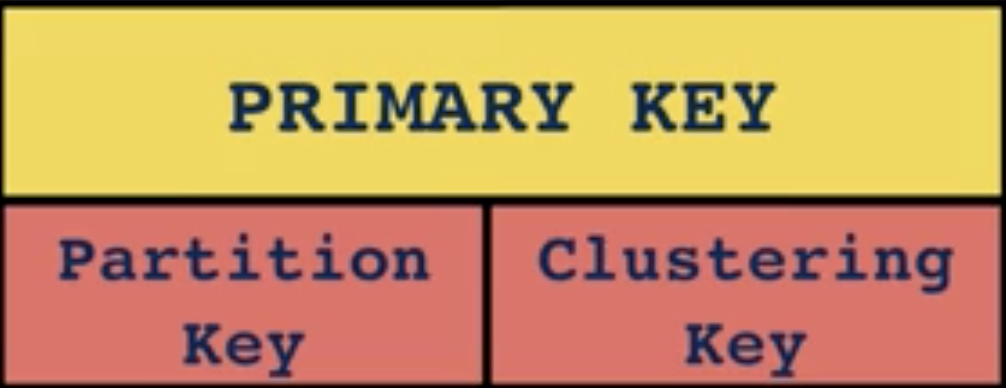 PRIMARY KEY
Partition
Key
Clustering
Key